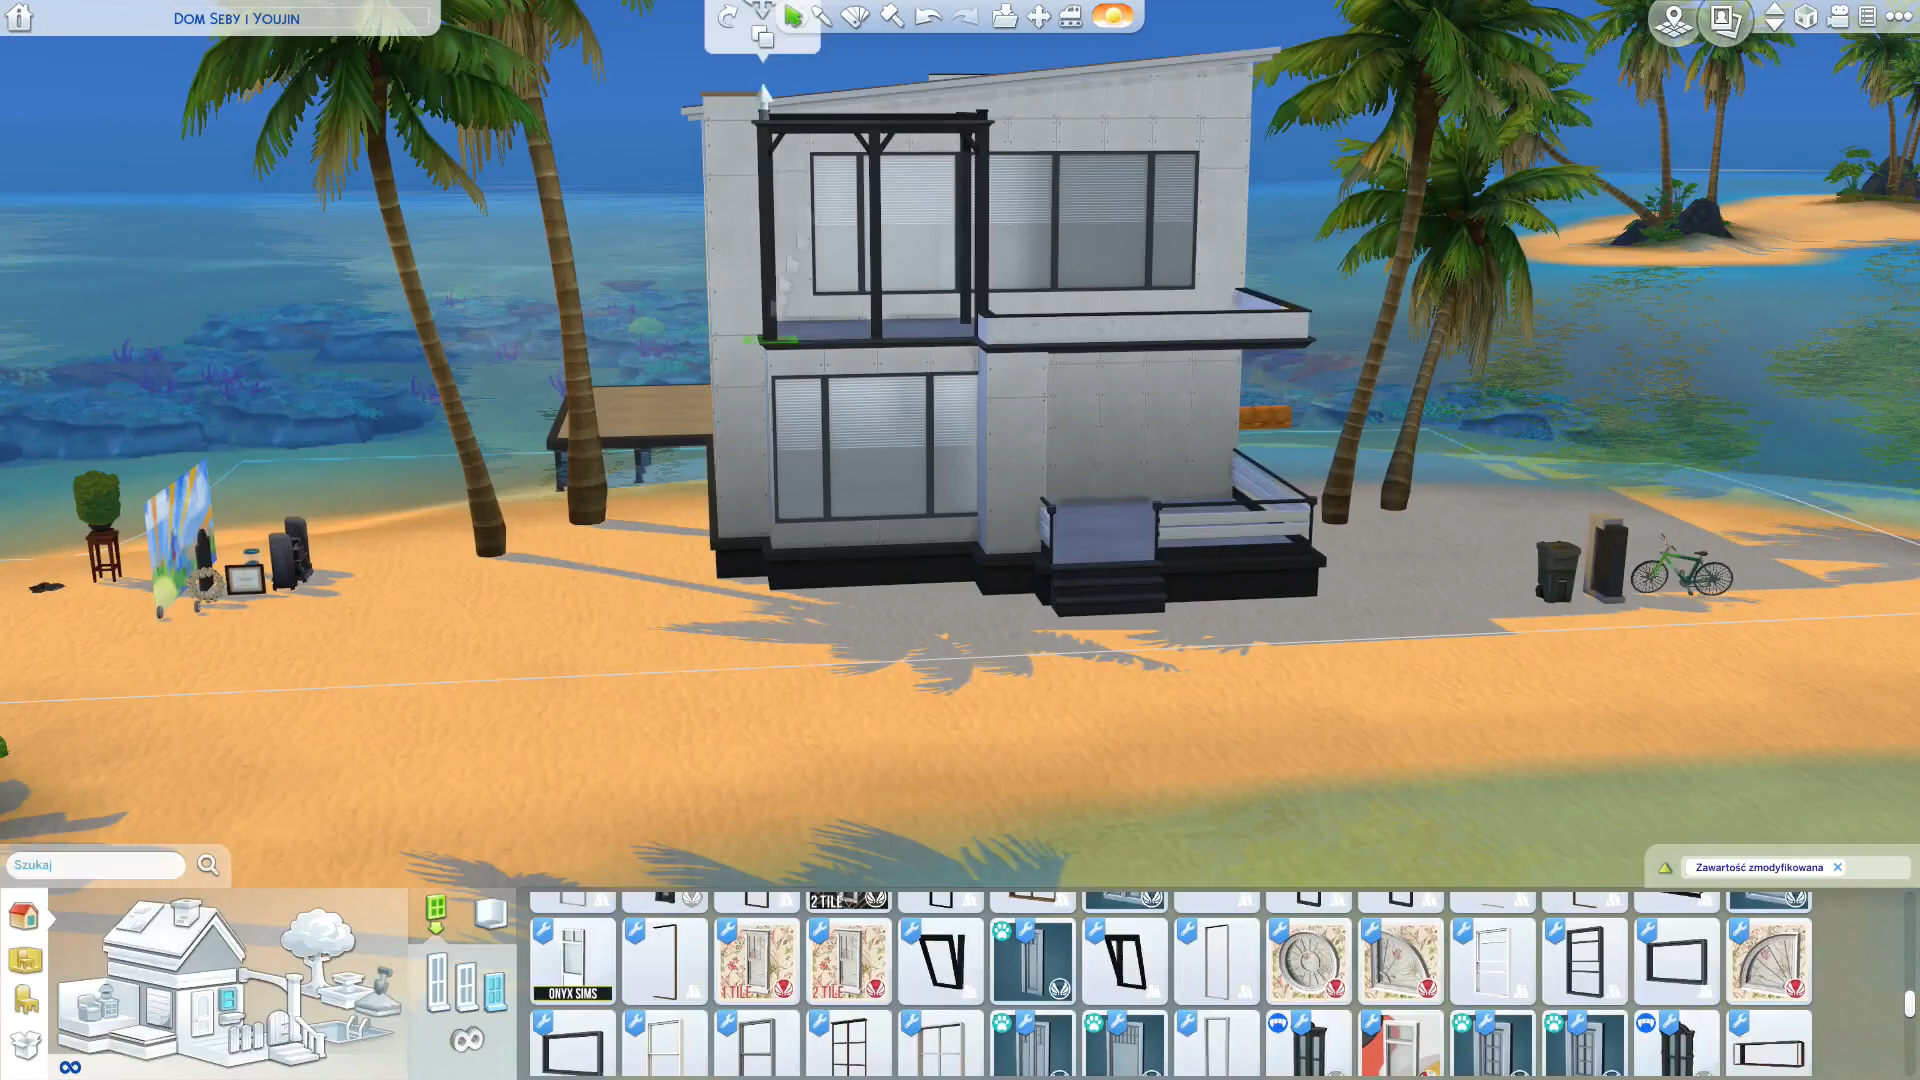 Dom Seby i Youjin
Szukaj
Zawartość zmodyfikowana
2 TILE
ONYX SIMS
1 TILE
2 TILE